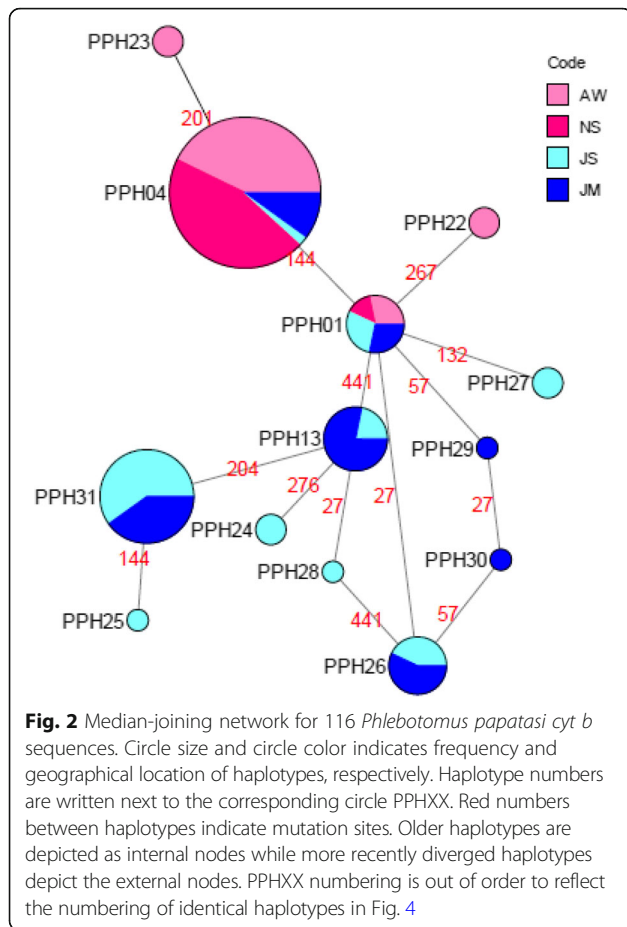 PPH23
Code
AW
NS
JS
JM
201
PPH04
PPH22
144
267
PPH01
132
PPH27
441
57
PPH13
PPH29
204
276
27
27
27
PPH31
PPH24
PPH28
PPH30
144
441
57
PPH25
PPH26
Fig. 2 Median-joining network for 116 Phlebotomus papatasi cyt b
sequences. Circle size and circle color indicates frequency and
geographical location of haplotypes, respectively. Haplotype numbers
are written next to the corresponding circle PPHXX. Red numbers
between haplotypes indicate mutation sites. Older haplotypes are
depicted as internal nodes while more recently diverged haplotypes
depict the external nodes. PPHXX numbering is out of order to reflect
the numbering of identical haplotypes in Fig. 4